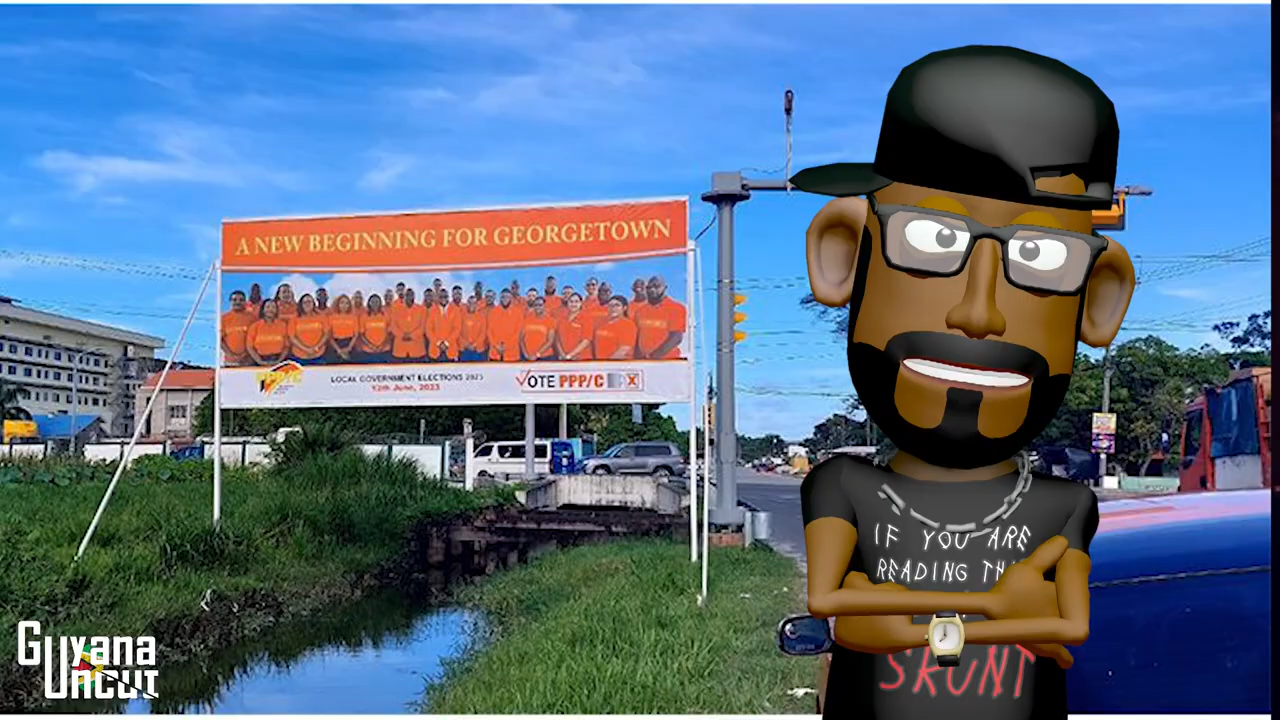 A NEW BEGINNING FOR GEORGETOWN
PPP/C
LOCAL GOVERNMENT ELECTIONS 2023
12th June, 2023
VOTE PPP/C X
IF YOU ARE
READING
SKUNT
Guyana
Uncut